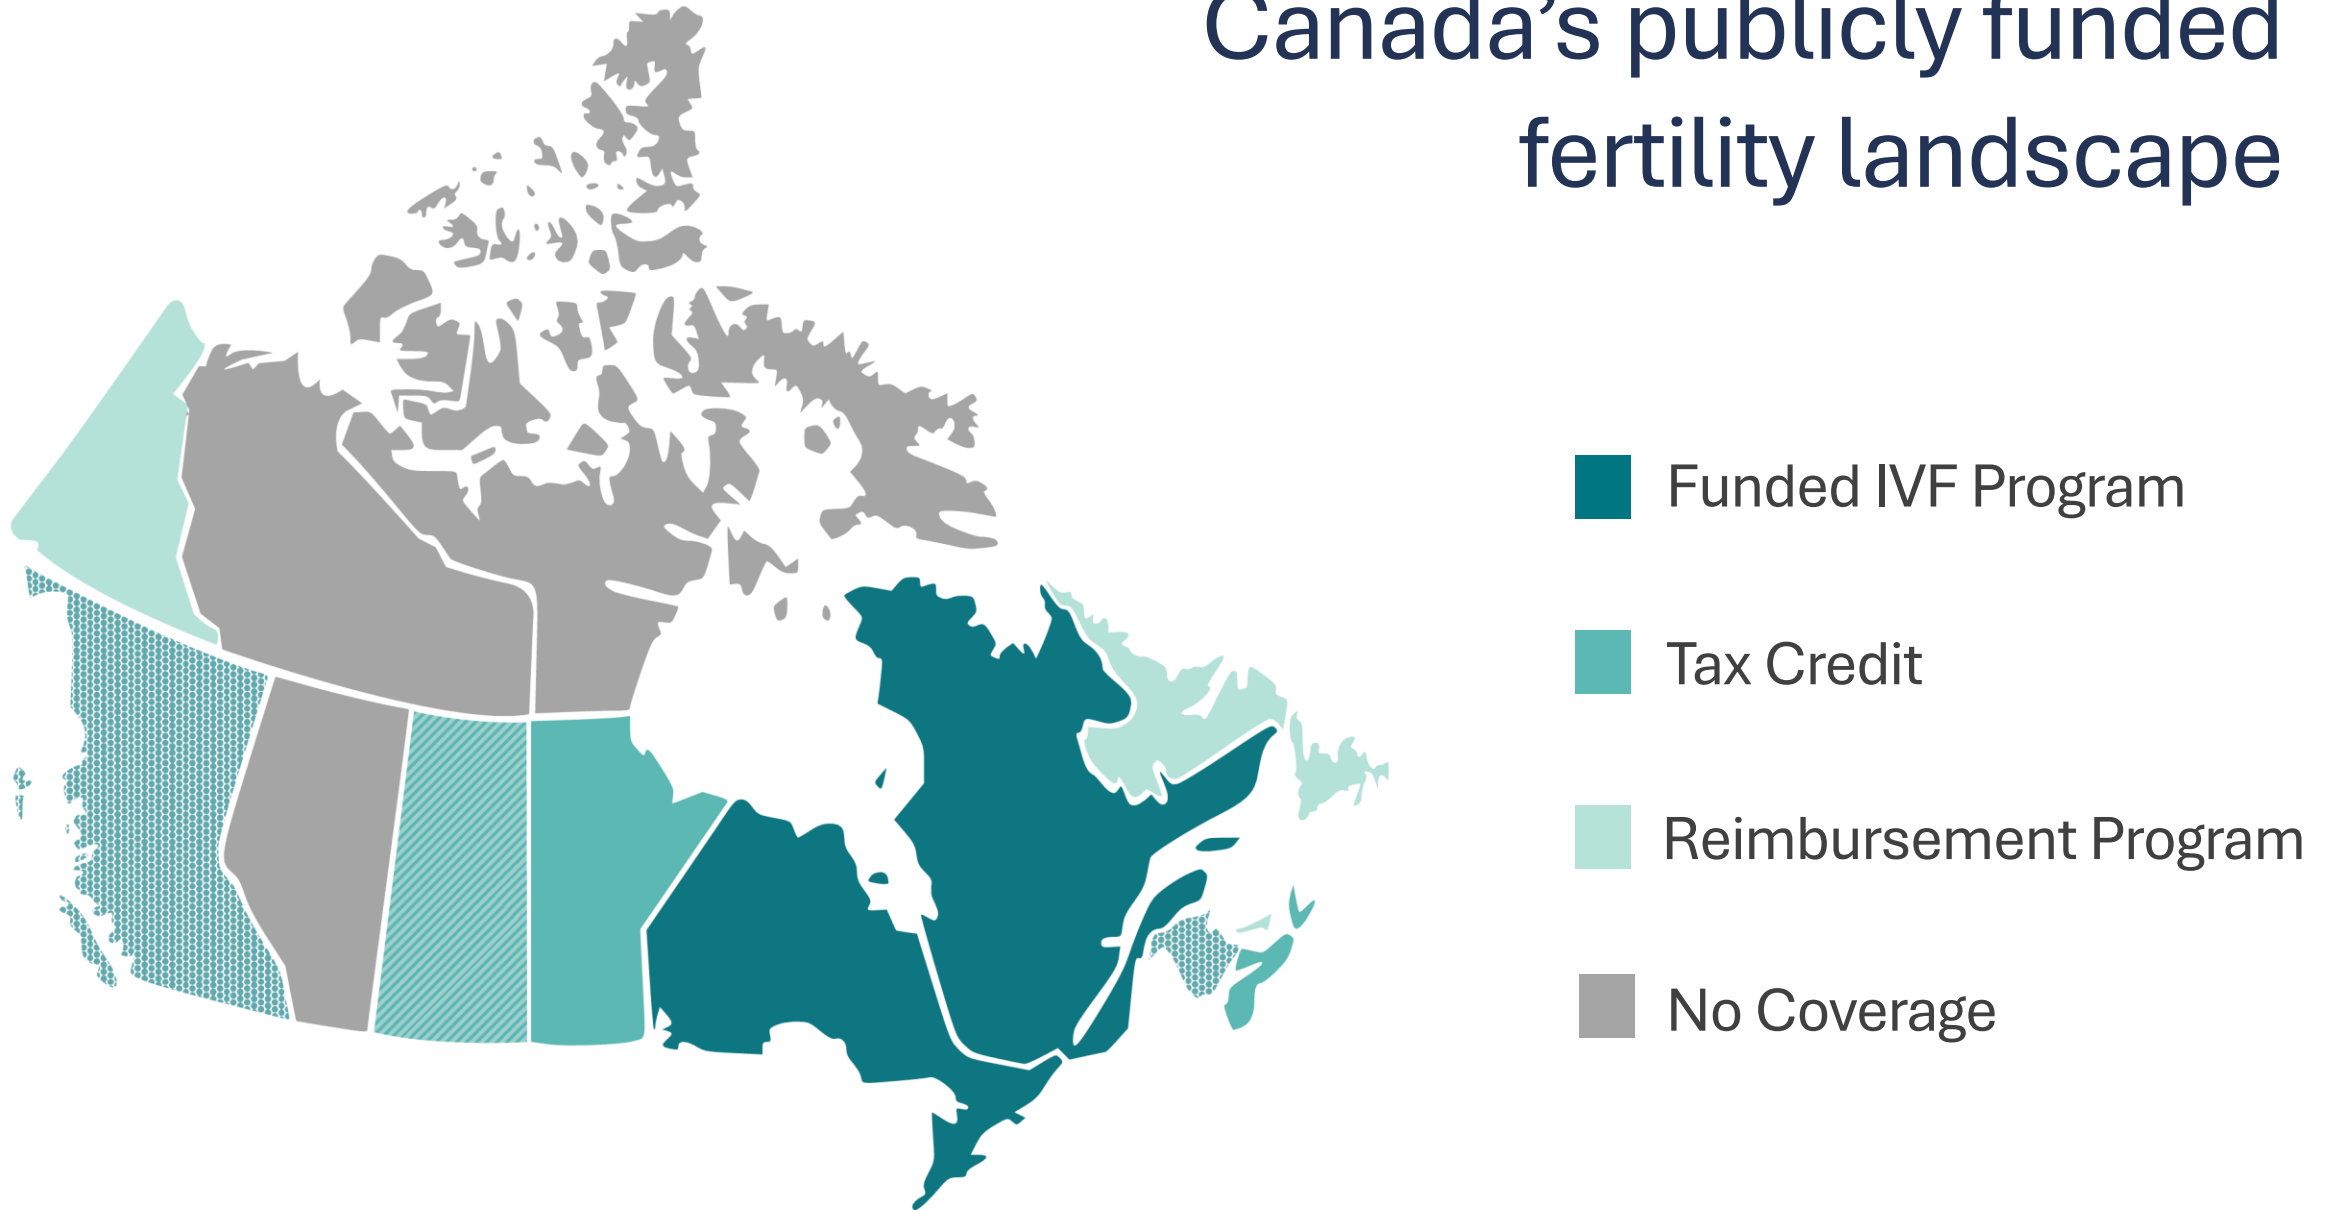 Canada’s publicly funded
fertility landscape
Funded IVF Program
Tax Credit
Reimbursement Program
No Coverage